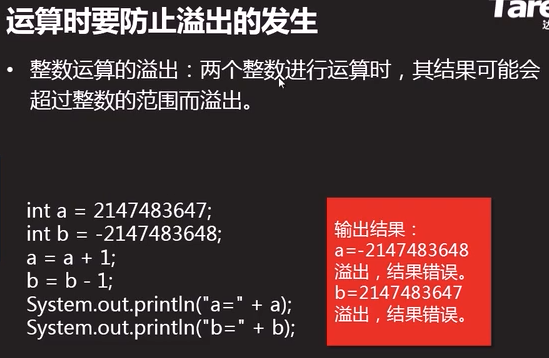 Tare
运算时要防止溢出的发生
• 整数运算的溢出：两个整数进行运算时，其结果可能会
超过整数的范围而溢出。
int a = 2147483647;
int b = -2147483648;
a = a + 1;
b = b - 1;
System.out.println("a=" + a);
System.out.println("b=" + b);
输出结果：
a=-2147483648
溢出，结果错误。
b=2147483647
溢出，结果错误。